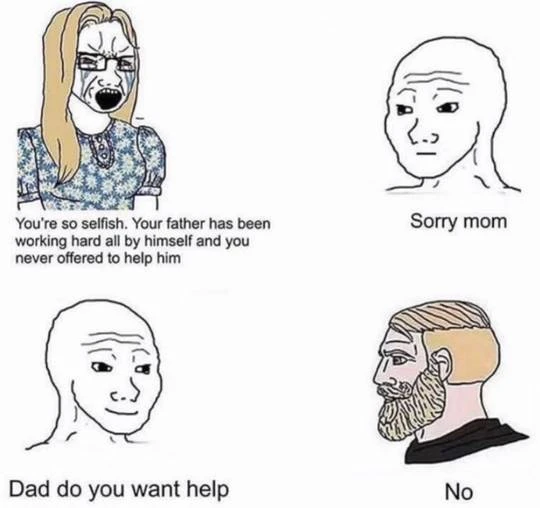 You're so selfish. Your father has been
working hard all by himself and you
never offered to help him
Sorry mom
Dad do you want help
No